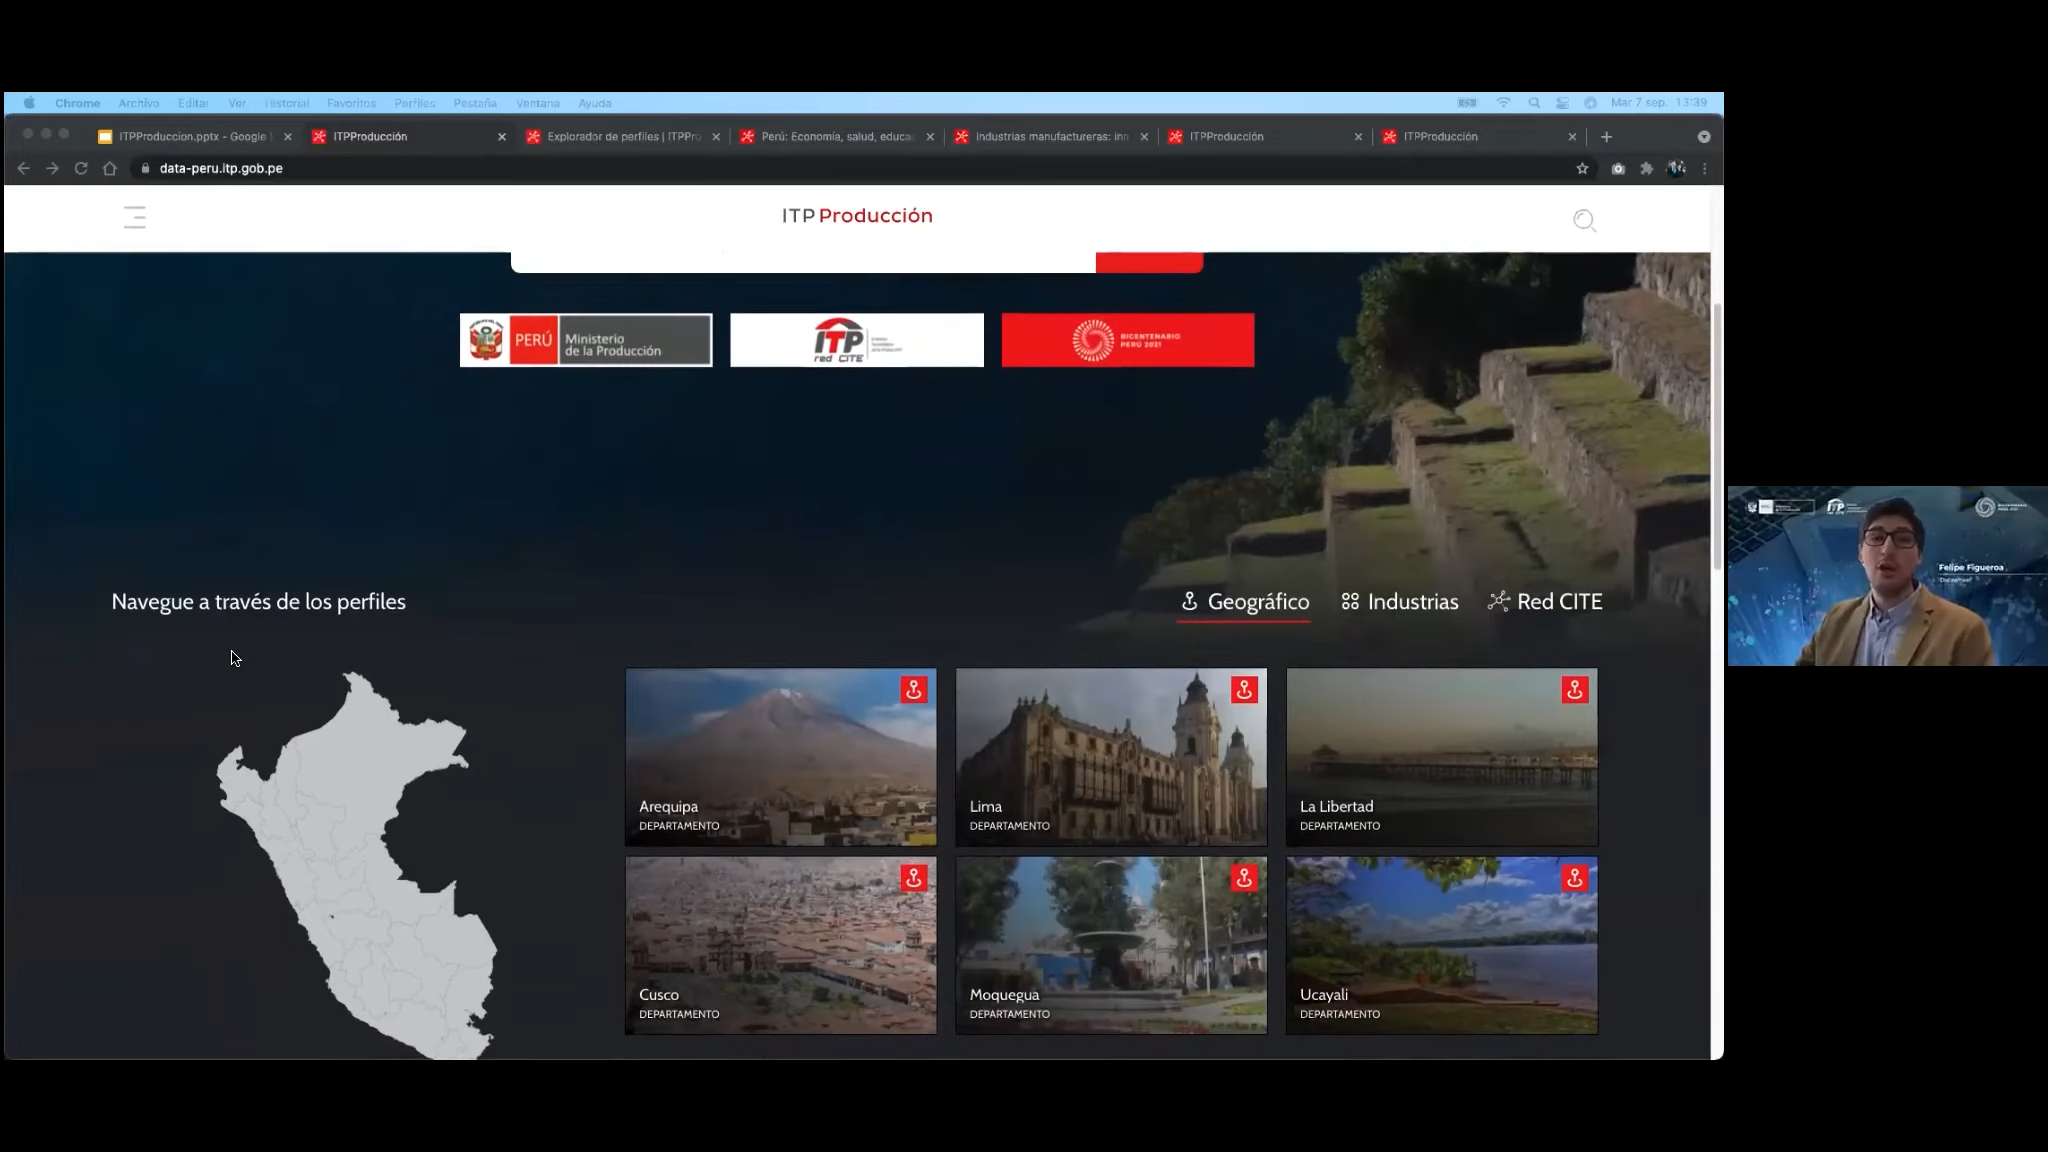 Chrome Archivo Editar Ver Historial Favoritos Perfiles Pestaña Ventana Ayuda Mar 7 sep. 13:39
ITPProduccion.pptx - Google ITPProducción Explorador de perfiles | ITPPro Perú: Economía, salud, educa Industrias manufactureras: inn ITPProducción ITPProducción
data-peru.itp.gob.pe
ITP Producción
PERÚ Ministerio de la Producción
ITP
red CITE
BICENTENARIO
PERÚ 2021
Navegue a través de los perfiles
Geográfico Industrias Red CITE
Arequipa
DEPARTAMENTO
Lima
DEPARTAMENTO
La Libertad
DEPARTAMENTO
Cusco
DEPARTAMENTO
Moquegua
DEPARTAMENTO
Ucayali
DEPARTAMENTO
ITP
Felipe Figueroa
Datawheel